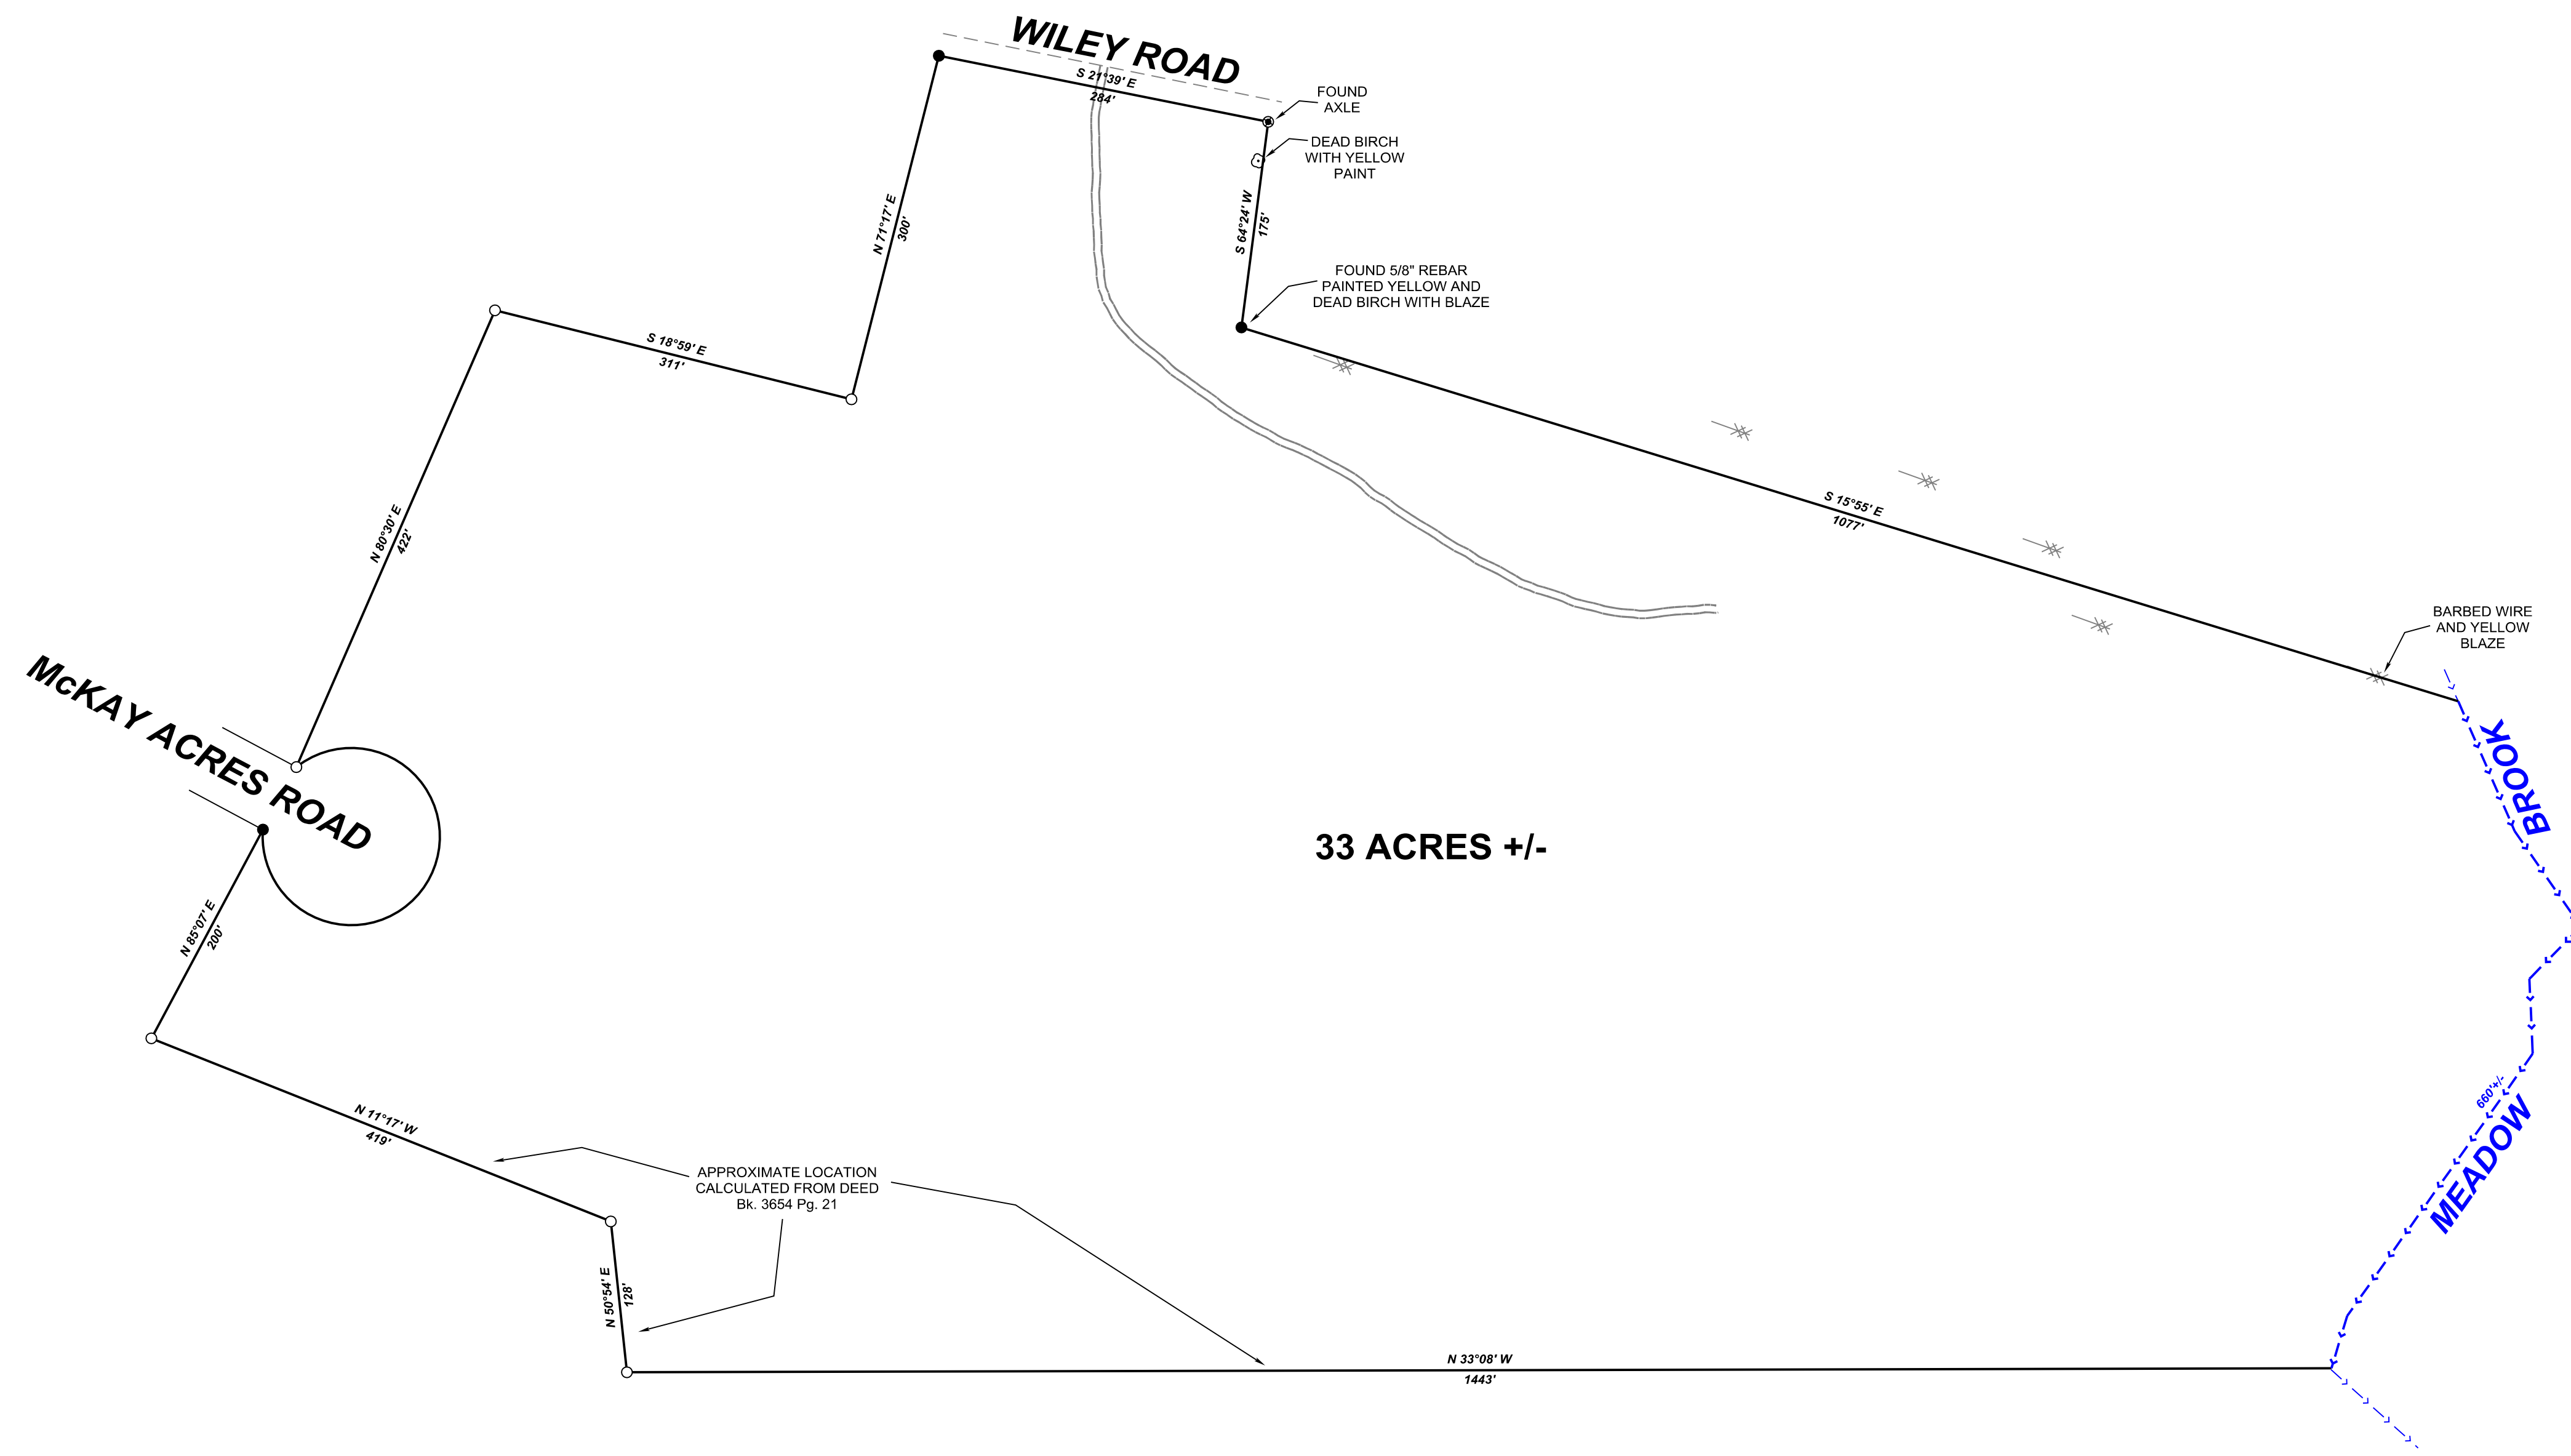 WILEY ROAD
S 21°39' E
284'
FOUND
AXLE
DEAD BIRCH
WITH YELLOW
PAINT
N 71°17' E
300'
S 64°24' W
175'
FOUND 5/8" REBAR
PAINTED YELLOW AND
DEAD BIRCH WITH BLAZE
S 18°59' E
311'
N 80°30' E
422'
S 15°55' E
1077'
BARBED WIRE
AND YELLOW
BLAZE
McKAY ACRES ROAD
BROOK
33 ACRES +/-
N 85°07' E
200'
660'+/-
MEADOW
N 11°17' W
419'
APPROXIMATE LOCATION
CALCULATED FROM DEED
Bk. 3654 Pg. 21
N 50°54' E
128'
N 33°08' W
1443'